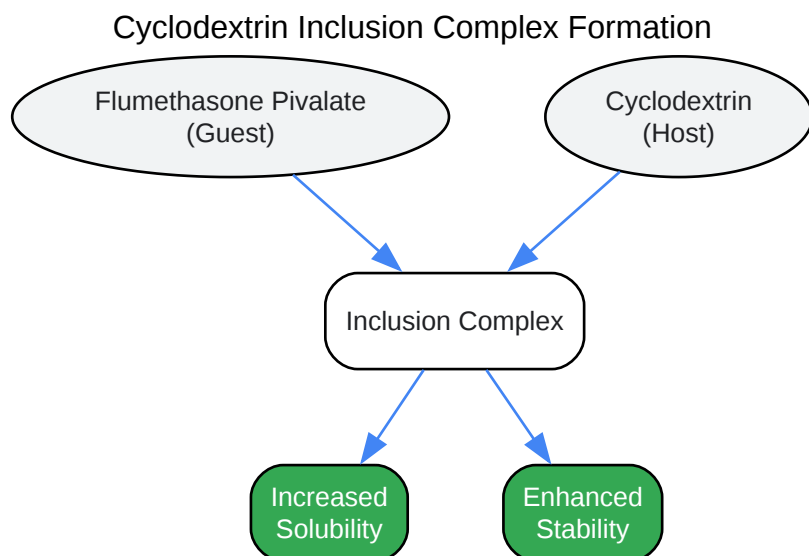 Cyclodextrin Inclusion Complex Formation
Flumethasone Pivalate
(Guest)
Cyclodextrin
(Host)
Inclusion Complex
Increased
Solubility
Enhanced
Stability